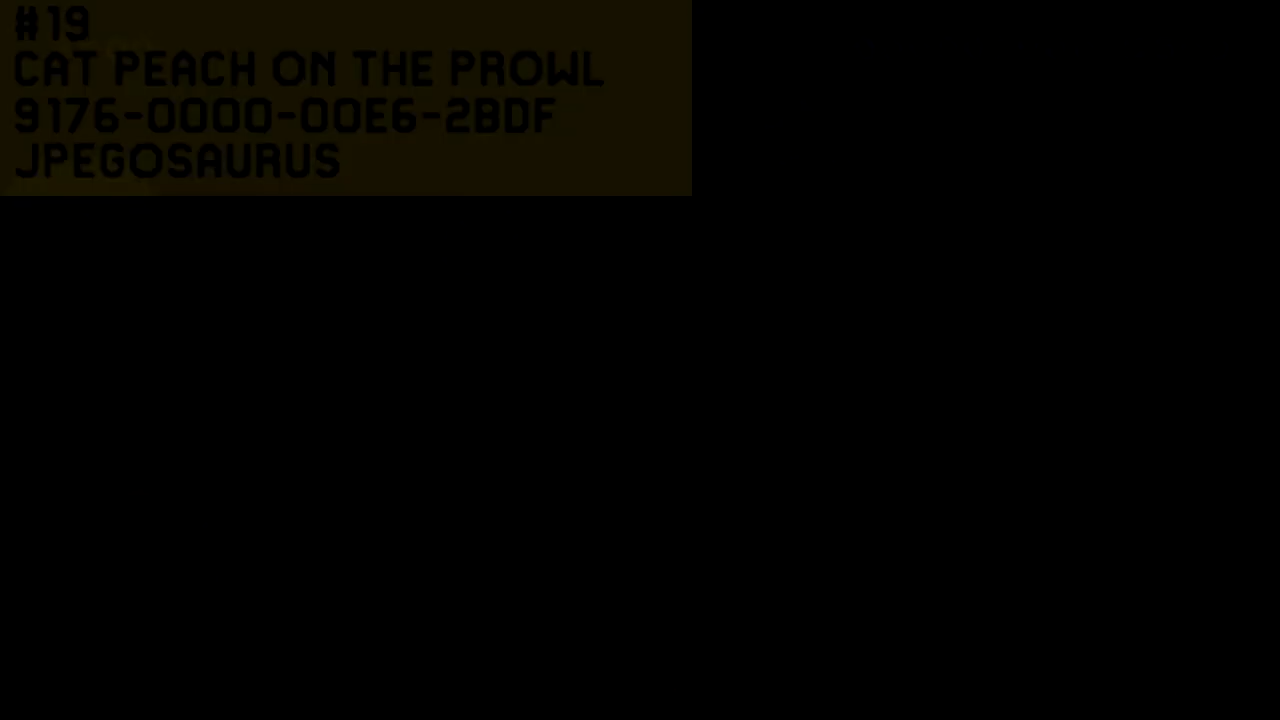 #19
CAT PEACH ON THE PROWL
9176-0000-00E6-2BDF
JPEGOSAURUS